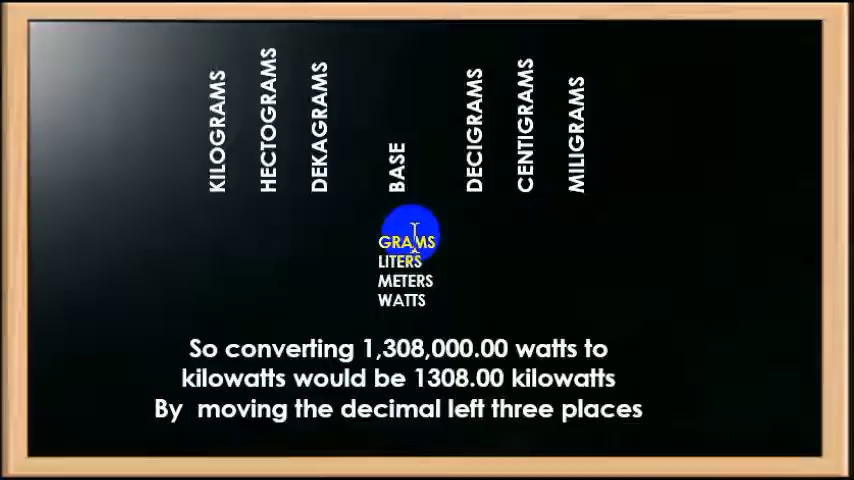 KILOGRAMS
HECTOGRAMS
DEKAGRAMS
BASE
DECIGRAMS
CENTIGRAMS
MILIGRAMS
GRAMS
LITERS
METERS
WATTS
So converting 1,308,000.00 watts to
kilowatts would be 1308.00 kilowatts
By moving the decimal left three places